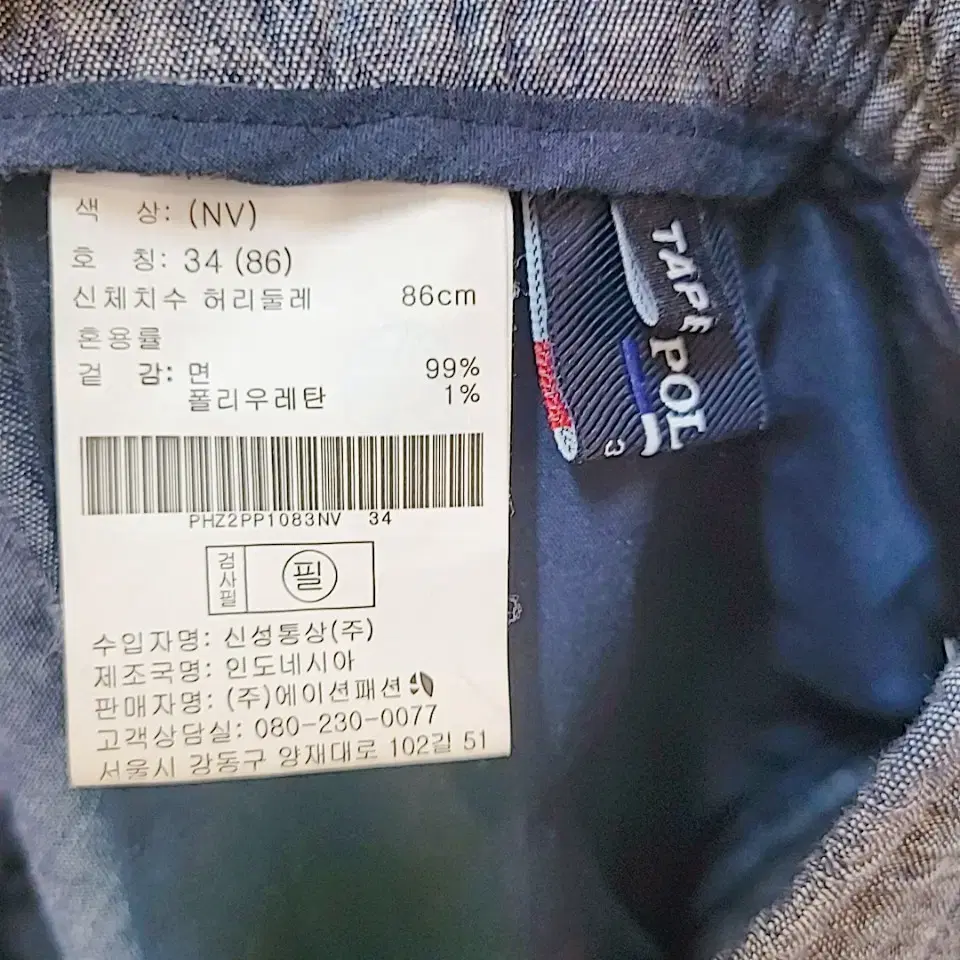 색 상: (NV)
호 칭: 34 (86)
신체치수 허리둘레 86cm
혼용률
겉 감: 면 99%
폴리우레탄 1%
PHZ2PP1083NV 34
검사필
필
수입자명: 신성통상(주)
제조국명: 인도네시아
판매자명: (주)에이션패션
고객상담실: 080-230-0077
서울시 강동구 양재대로 102길 51
TAPE
POL
3